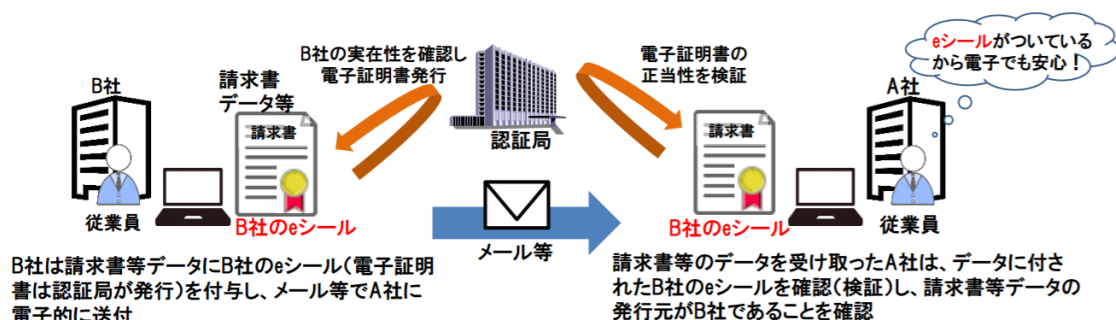 B社の実在性を確認し
電子証明書発行
電子証明書の
正当性を検証
eシールがついている
から電子でも安心！
B社
請求書
データ等
請求書
認証局
A社
請求書
従業員
B社のeシール
メール等
B社のeシール
従業員
B社は請求書等データにB社のeシール(電子証明
書は認証局が発行)を付与し、メール等でA社に
電子的に送付
請求書等のデータを受け取ったA社は、データに付さ
れたB社のeシールを確認(検証)し、請求書等データの
発行元がB社であることを確認